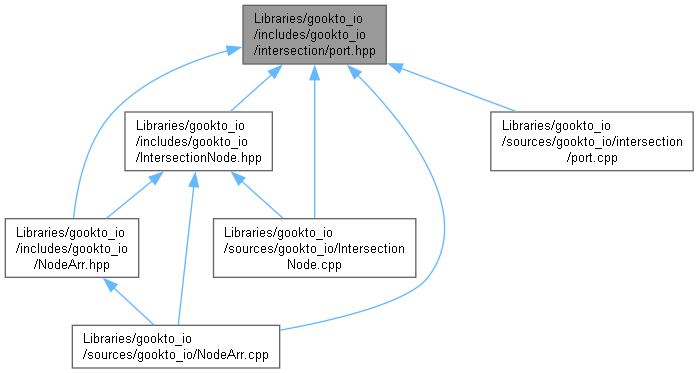 Libraries/gookto_io
/includes/gookto_io
/intersection/port.hpp
Libraries/gookto_io
/includes/gookto_io
/IntersectionNode.hpp
Libraries/gookto_io
/sources/gookto_io/intersection
/port.cpp
Libraries/gookto_io
/includes/gookto_io
/NodeArr.hpp
Libraries/gookto_io
/sources/gookto_io/Intersection
Node.cpp
Libraries/gookto_io
/sources/gookto_io/NodeArr.cpp